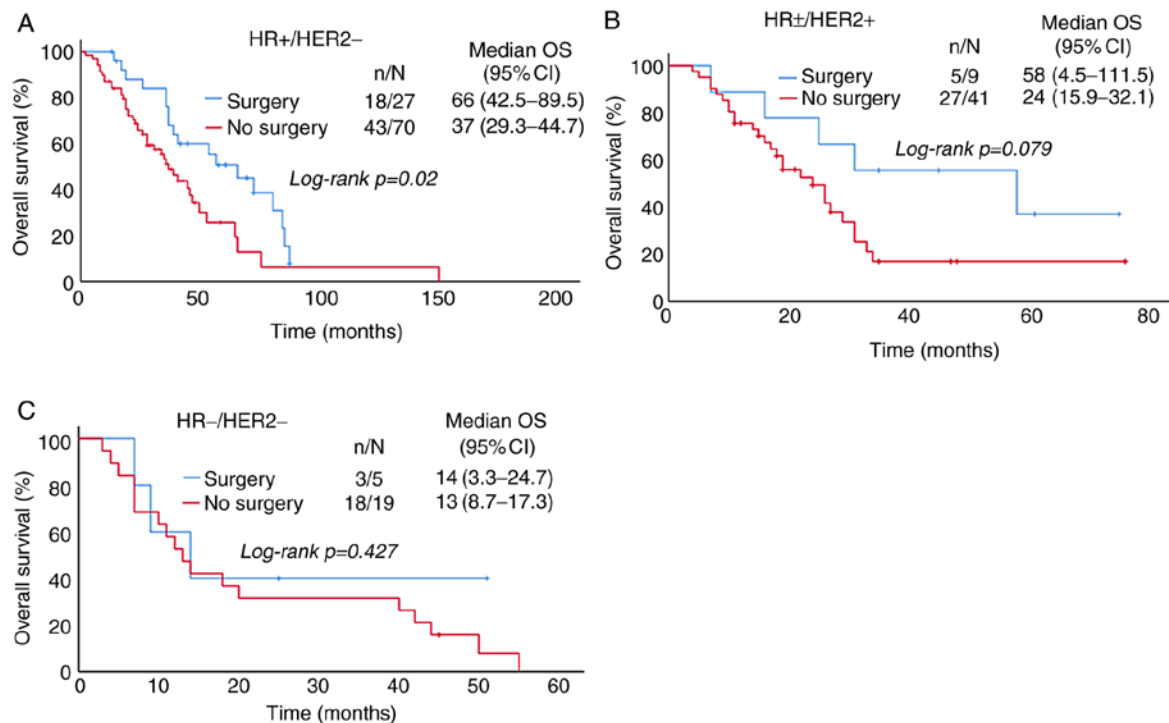 A
HR+/HER2–
Median OS
n/N (95% CI)
Surgery 18/27 66 (42.5–89.5)
No surgery 43/70 37 (29.3–44.7)
Log-rank p=0.02
Overall survival (%)
100
80
60
40
20
0
0 50 100 150 200
Time (months)
B
HR±/HER2+
Median OS
n/N (95% CI)
Surgery 5/9 58 (4.5–111.5)
No surgery 27/41 24 (15.9–32.1)
Log-rank p=0.079
Overall survival (%)
100
80
60
40
20
0
0 20 40 60 80
Time (months)
C
HR–/HER2–
Median OS
n/N (95% CI)
Surgery 3/5 14 (3.3–24.7)
No surgery 18/19 13 (8.7–17.3)
Log-rank p=0.427
Overall survival (%)
100
80
60
40
20
0
0 10 20 30 40 50 60
Time (months)